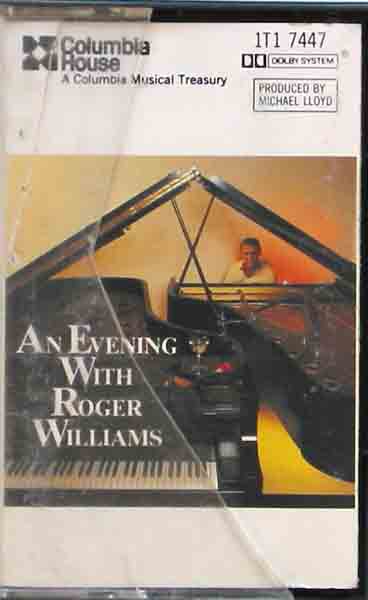 Columbia
House
A Columbia Musical Treasury
1T1 7447
DOLBY SYSTEM ®
PRODUCED BY
MICHAEL LLOYD
AN EVENING
WITH
ROGER
WILLIAMS